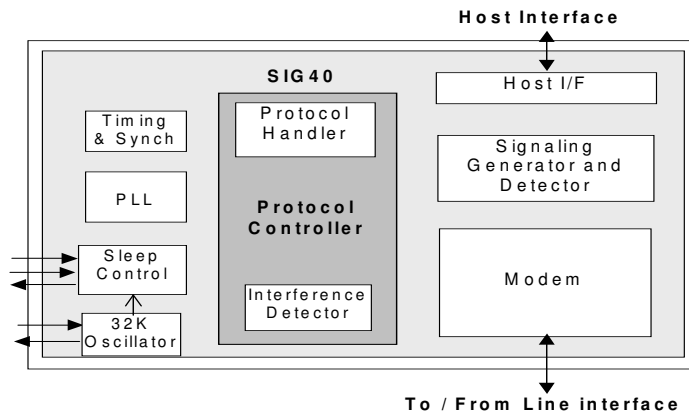 Host Interface
SIG40
Host I/F
Timing
& Synch
Protocol
Handler
Signaling
Generator and
Detector
PLL
Protocol
Controller
Sleep
Control
Modem
Interference
Detector
32K
Oscillator
To / From Line interface